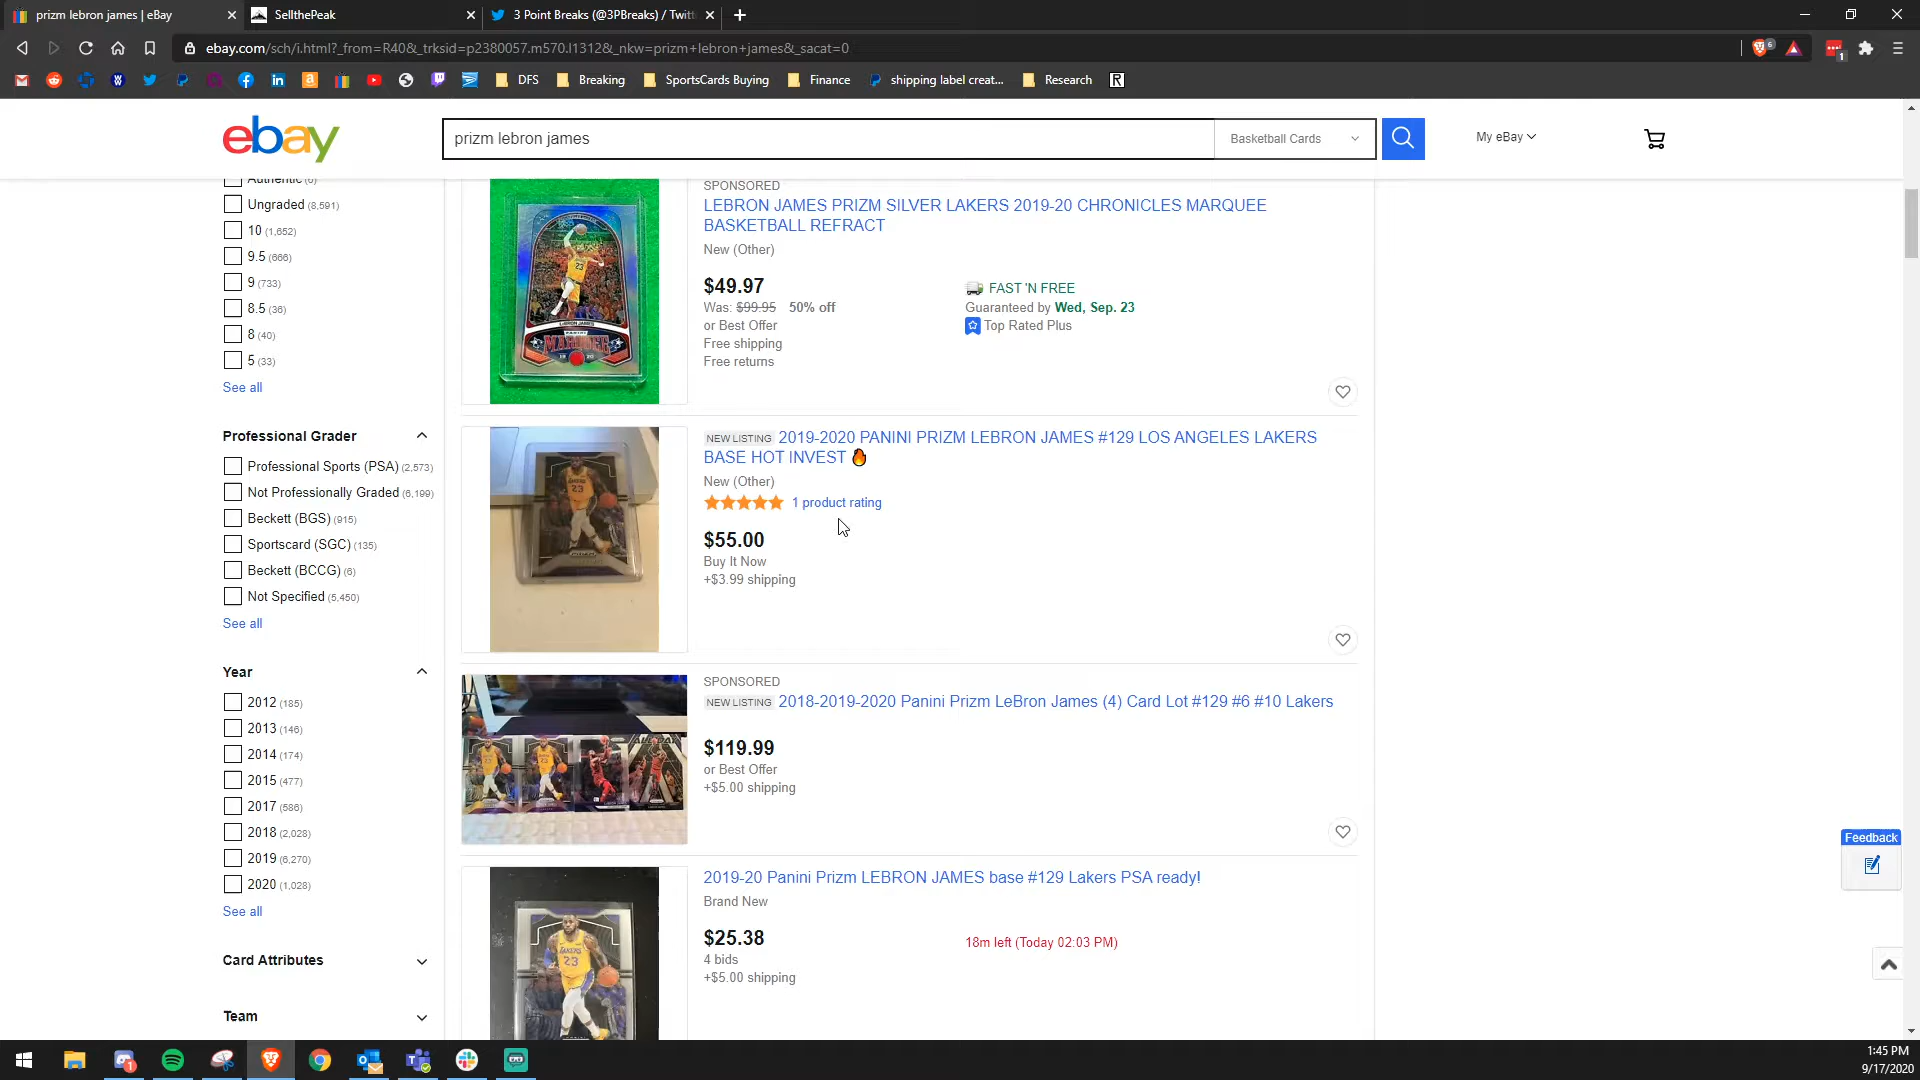 prizm lebron james | eBay
SellthePeak
3 Point Breaks (@3PBreaks) / Twitt
ebay.com/sch/i.html?_from=R40&_trksid=p2380057.m570.l1312&_nkw=prizm+lebron+james&_sacat=0
6
1
DFS
Breaking
SportsCards Buying
Finance
shipping label creat...
Research
R
ebay
prizm lebron james
Basketball Cards
My eBay
Authentic (6)
Ungraded (8,591)
10 (1,652)
9.5 (666)
9 (733)
8.5 (36)
8 (40)
5 (33)
See all
Professional Grader
Professional Sports (PSA) (2,573)
Not Professionally Graded (6,199)
Beckett (BGS) (915)
Sportscard (SGC) (135)
Beckett (BCCG) (6)
Not Specified (5,450)
See all
Year
2012 (185)
2013 (146)
2014 (174)
2015 (477)
2017 (586)
2018 (2,028)
2019 (6,270)
2020 (1,028)
See all
Card Attributes
Team
SPONSORED
LEBRON JAMES PRIZM SILVER LAKERS 2019-20 CHRONICLES MARQUEE
BASKETBALL REFRACT
New (Other)
$49.97
Was: $99.95 50% off
or Best Offer
Free shipping
Free returns
FAST 'N FREE
Guaranteed by Wed, Sep. 23
Top Rated Plus
LEBRON JAMES
PANINI
MARQUEE
NEW LISTING 2019-2020 PANINI PRIZM LEBRON JAMES #129 LOS ANGELES LAKERS
BASE HOT INVEST 🔥
New (Other)
1 product rating
$55.00
Buy It Now
+$3.99 shipping
SPONSORED
NEW LISTING 2018-2019-2020 Panini Prizm LeBron James (4) Card Lot #129 #6 #10 Lakers
$119.99
or Best Offer
+$5.00 shipping
2019-20 Panini Prizm LEBRON JAMES base #129 Lakers PSA ready!
Brand New
$25.38
4 bids
+$5.00 shipping
18m left (Today 02:03 PM)
LAKERS
23
Feedback
1:45 PM
9/17/2020